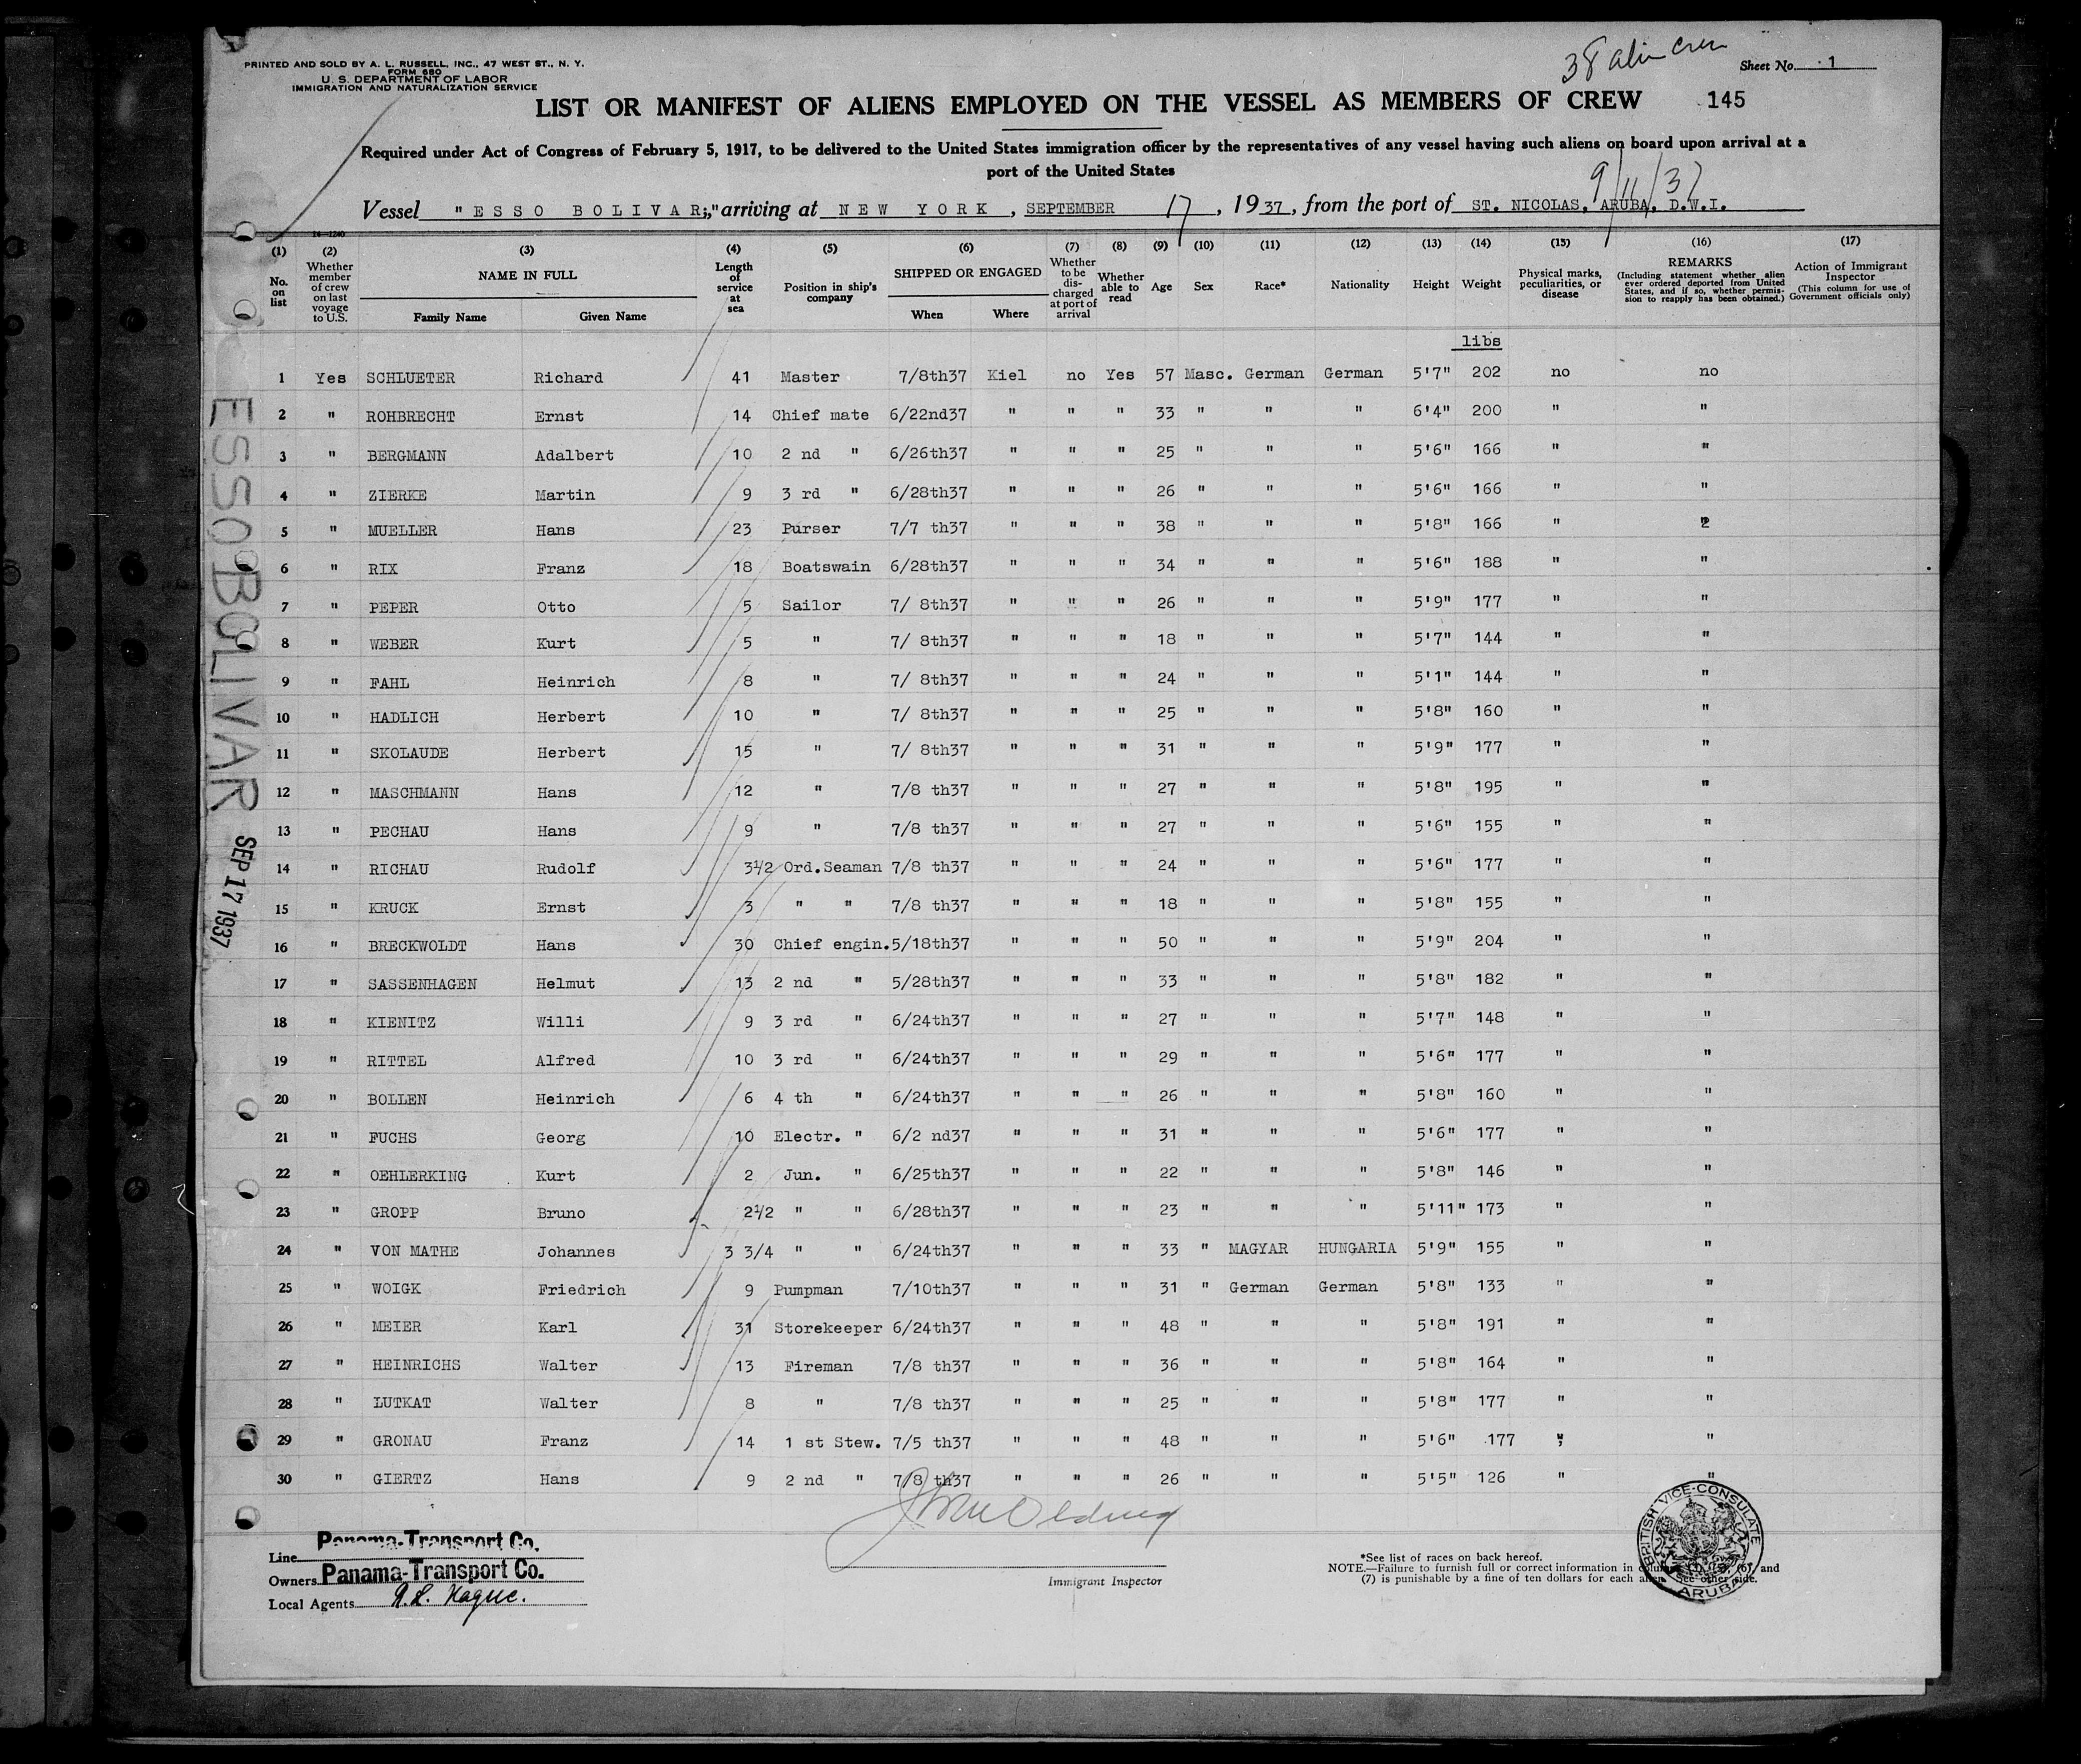 38 alien crew
PRINTED AND SOLD BY A. L. RUSSELL, INC., 47 WEST ST., N. Y.
FORM 680
U. S. DEPARTMENT OF LABOR
IMMIGRATION AND NATURALIZATION SERVICE
Sheet No. 1
LIST OR MANIFEST OF ALIENS EMPLOYED ON THE VESSEL AS MEMBERS OF CREW 145
Required under Act of Congress of February 5, 1917, to be delivered to the United States immigration officer by the representatives of any vessel having such aliens on board upon arrival at a
port of the United States
9/11/37
Vessel "ESSO BOLIVAR;," arriving at NEW YORK, SEPTEMBER 17, 1937, from the port of ST. NICOLAS, ARUBA, D.W.I.
(1) (2) (3) (4) (5) (6) (7) (8) (9) (10) (11) (12) (13) (14) (15) (16) (17)
No. on list Whether member of crew on last voyage to U.S. NAME IN FULL Family Name Given Name Length of service at sea Position in ship's company SHIPPED OR ENGAGED When Where Whether to be discharged at port of arrival Whether able to read Age Sex Race* Nationality Height Weight Physical marks, peculiarities, or disease REMARKS (Including statement whether alien ever ordered deported from United States, and if so, whether permission to reapply has been obtained.) Action of Immigrant Inspector (This column for use of Government officials only)
libs
1 Yes SCHLUETER Richard 41 Master 7/8th37 Kiel no Yes 57 Masc. German German 5'7" 202 no no
2 " ROHBRECHT Ernst 14 Chief mate 6/22nd37 " " " 33 " " " 6'4" 200 " "
3 " BERGMANN Adalbert 10 2 nd " 6/26th37 " " " 25 " " " 5'6" 166 " "
4 " ZIERKE Martin 9 3 rd " 6/28th37 " " " 26 " " " 5'6" 166 " "
5 " MUELLER Hans 23 Purser 7/7 th37 " " " 38 " " " 5'8" 166 " "
6 " RIX Franz 18 Boatswain 6/28th37 " " " 34 " " " 5'6" 188 " "
7 " PEPER Otto 5 Sailor 7/ 8th37 " " " 26 " " " 5'9" 177 " "
8 " WEBER Kurt 5 " 7/ 8th37 " " " 18 " " " 5'7" 144 " "
9 " FAHL Heinrich 8 " 7/ 8th37 " " " 24 " " " 5'1" 144 " "
10 " HADLICH Herbert 10 " 7/ 8th37 " " " 25 " " " 5'8" 160 " "
11 " SKOLAUDE Herbert 15 " 7/ 8th37 " " " 31 " " " 5'9" 177 " "
12 " MASCHMANN Hans 12 " 7/8 th37 " " " 27 " " " 5'8" 195 " "
13 " PECHAU Hans 9 " 7/8 th37 " " " 27 " " " 5'6" 155 " "
14 " RICHAU Rudolf 3½ Ord.Seaman 7/8 th37 " " " 24 " " " 5'6" 177 " "
15 " KRUCK Ernst 3 " " 7/8 th37 " " " 18 " " " 5'8" 155 " "
16 " BRECKWOLDT Hans 30 Chief engin. 5/18th37 " " " 50 " " " 5'9" 204 " "
17 " SASSENHAGEN Helmut 13 2 nd " 5/28th37 " " " 33 " " " 5'8" 182 " "
18 " KIENITZ Willi 9 3 rd " 6/24th37 " " " 27 " " " 5'7" 148 " "
19 " RITTEL Alfred 10 3 rd " 6/24th37 " " " 29 " " " 5'6" 177 " "
20 " BOLLEN Heinrich 6 4 th " 6/24th37 " " " 26 " " " 5'8" 160 " "
21 " FUCHS Georg 10 Electr. " 6/2 nd37 " " " 31 " " " 5'6" 177 " "
22 " OEHLERKING Kurt 2 Jun. " 6/25th37 " " " 22 " " " 5'8" 146 " "
23 " GROPP Bruno 2½ " " 6/28th37 " " " 23 " " " 5'11" 173 " "
24 " VON MATHE Johannes 3 3/4 " " 6/24th37 " " " 33 " MAGYAR HUNGARIA 5'9" 155 " "
25 " WOIGK Friedrich 9 Pumpman 7/10th37 " " " 31 " German German 5'8" 133 " "
26 " MEIER Karl 31 Storekeeper 6/24th37 " " " 48 " " " 5'8" 191 " "
27 " HEINRICHS Walter 13 Fireman 7/8 th37 " " " 36 " " " 5'8" 164 " "
28 " LUTKAT Walter 8 " 7/8 th37 " " " 25 " " " 5'8" 177 " "
29 " GRONAU Franz 14 1 st Stew. 7/5 th37 " " " 48 " " " 5'6" 177 " "
30 " GIERTZ Hans 9 2 nd " 7/8 th37 " " " 26 " " " 5'5" 126 " "
ESSO BOLIVAR SEP 17 1937
Line Panama-Transport Co.
Owners Panama-Transport Co.
Local Agents
Immigrant Inspector
*See list of races on back hereof.
NOTE.—Failure to furnish full or correct information in (6) and
(7) is punishable by a fine of ten dollars for each alien. See other side.
BRITISH VICE-CONSULATE
ARUBA